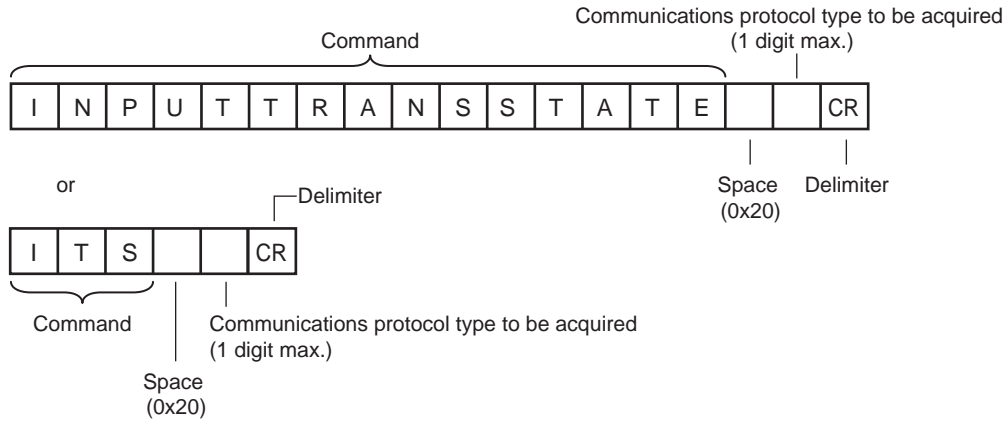 Communications protocol type to be acquired
(1 digit max.)
Command
I N P U T T R A N S S T A T E CR
Space
(0x20)
Delimiter
or
Delimiter
I T S CR
Command
Communications protocol type to be acquired
(1 digit max.)
Space
(0x20)